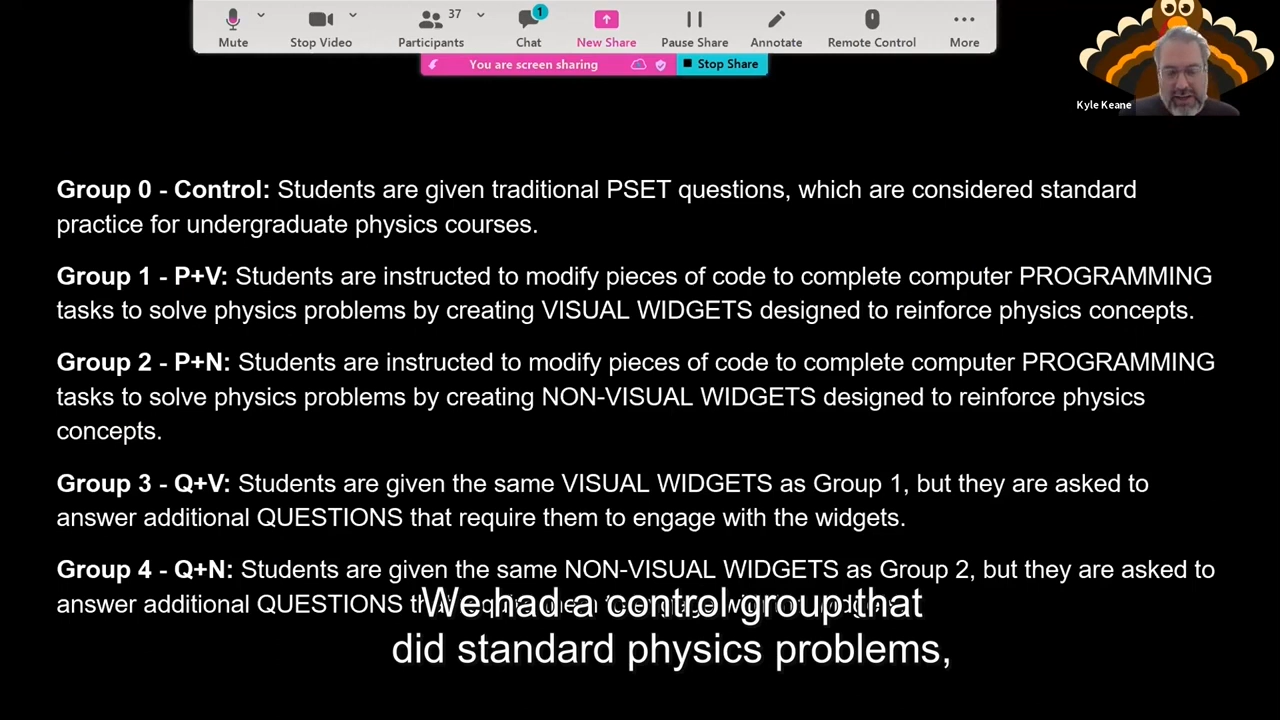 37
1
Mute
Stop Video
Participants
Chat
New Share
Pause Share
Annotate
Remote Control
More
You are screen sharing
Stop Share
Kyle Keane
Group 0 - Control: Students are given traditional PSET questions, which are considered standard
practice for undergraduate physics courses.
Group 1 - P+V: Students are instructed to modify pieces of code to complete computer PROGRAMMING
tasks to solve physics problems by creating VISUAL WIDGETS designed to reinforce physics concepts.
Group 2 - P+N: Students are instructed to modify pieces of code to complete computer PROGRAMMING
tasks to solve physics problems by creating NON-VISUAL WIDGETS designed to reinforce physics
concepts.
Group 3 - Q+V: Students are given the same VISUAL WIDGETS as Group 1, but they are asked to
answer additional QUESTIONS that require them to engage with the widgets.
Group 4 - Q+N: Students are given the same NON-VISUAL WIDGETS as Group 2, but they are asked to
answer additional QUESTIONS
We had a control group that
did standard physics problems,